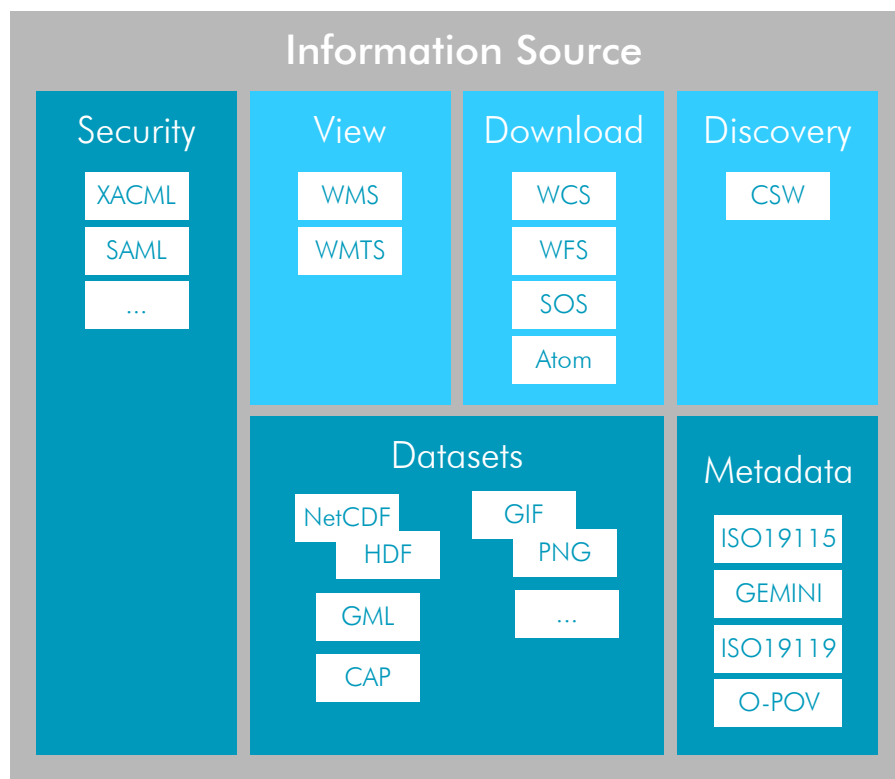 Information Source
Security
XACML
SAML
...
View
WMS
WMTS
Download
WCS
WFS
SOS
Atom
Discovery
CSW
Datasets
NetCDF
HDF
GML
CAP
GIF
PNG
...
Metadata
ISO19115
GEMINI
ISO19119
O-POV